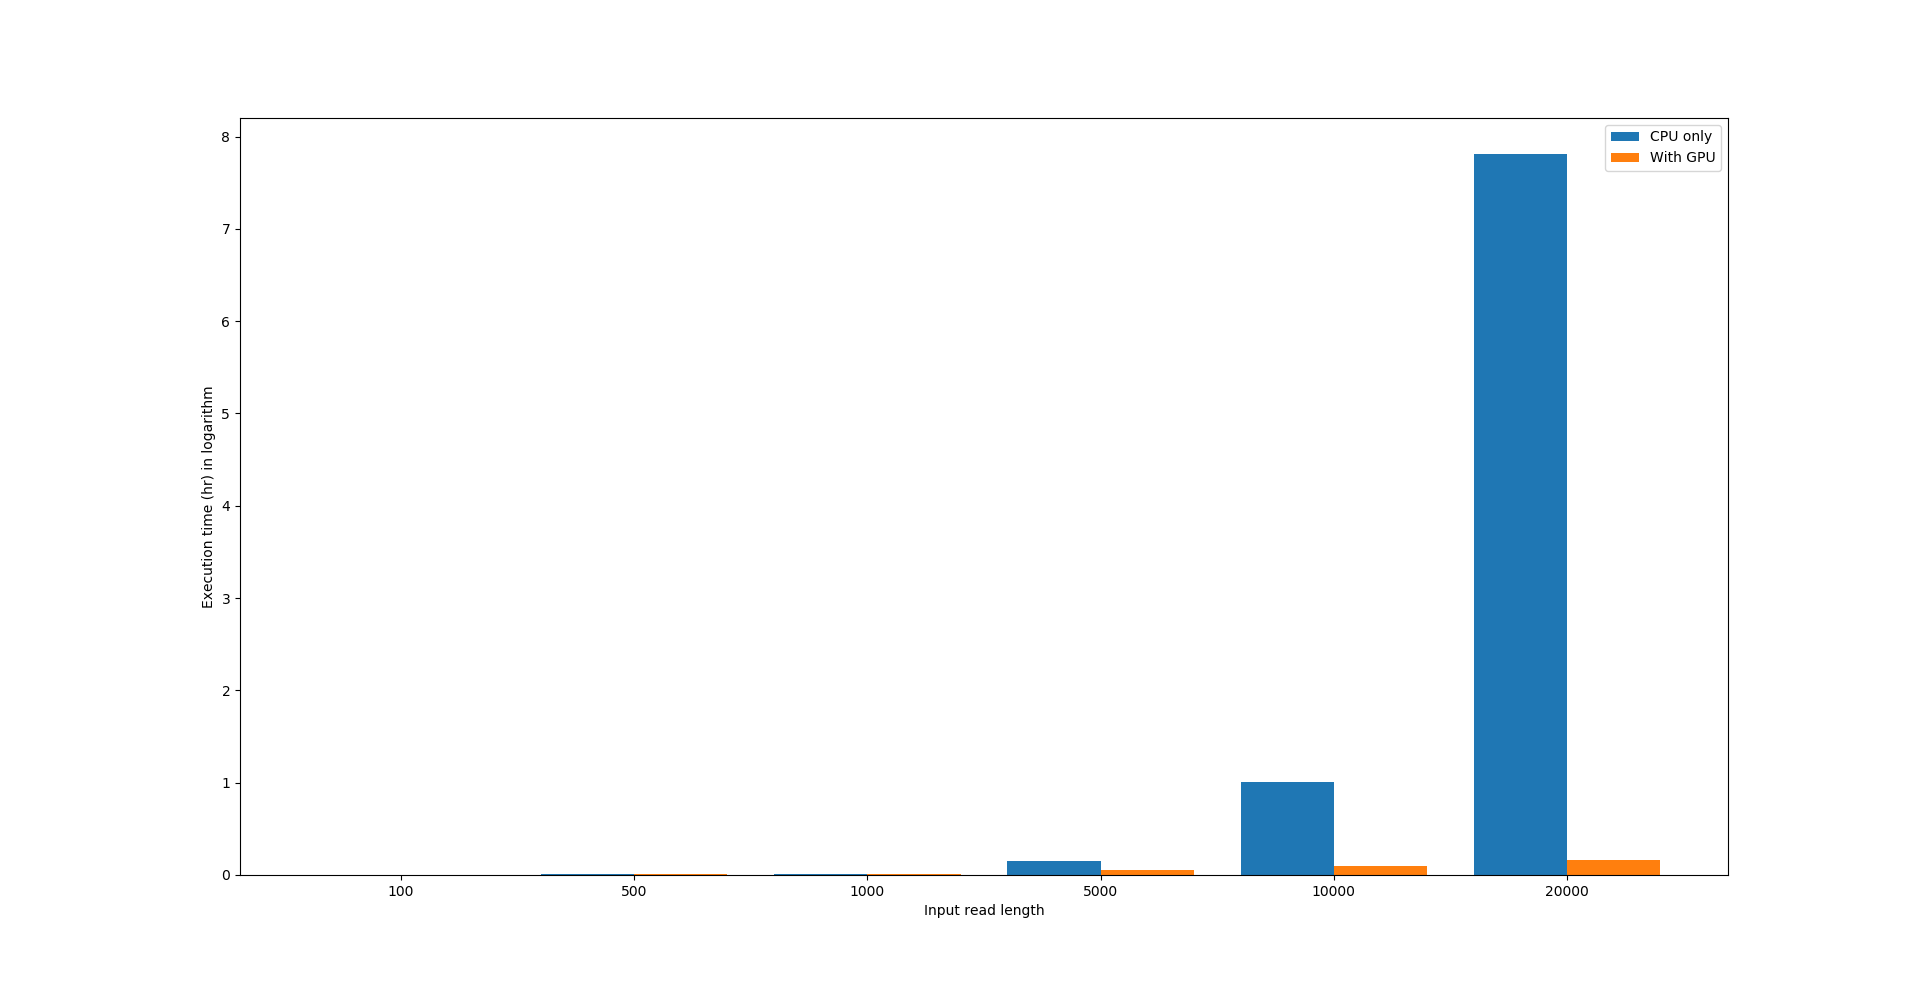 CPU only
With GPU
8
7
6
5
4
3
2
1
0
Execution time (hr) in logarithm
100 500 1000 5000 10000 20000
Input read length